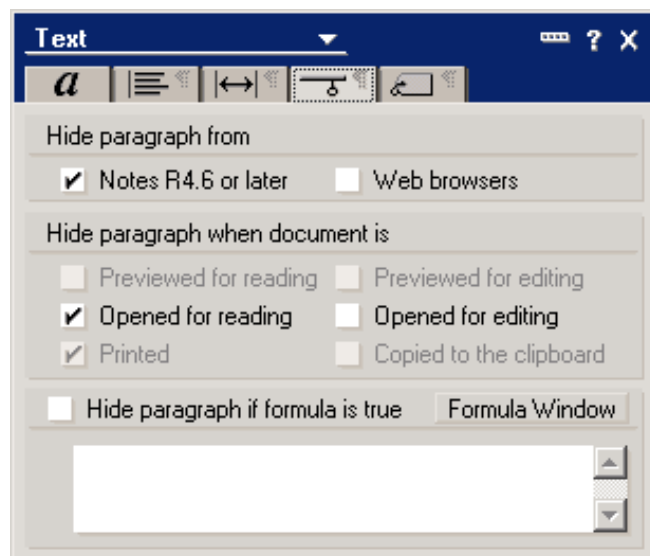 Text ?
a
Hide paragraph from
Notes R4.6 or later Web browsers
Hide paragraph when document is
Previewed for reading Previewed for editing
Opened for reading Opened for editing
Printed Copied to the clipboard
Hide paragraph if formula is true Formula Window